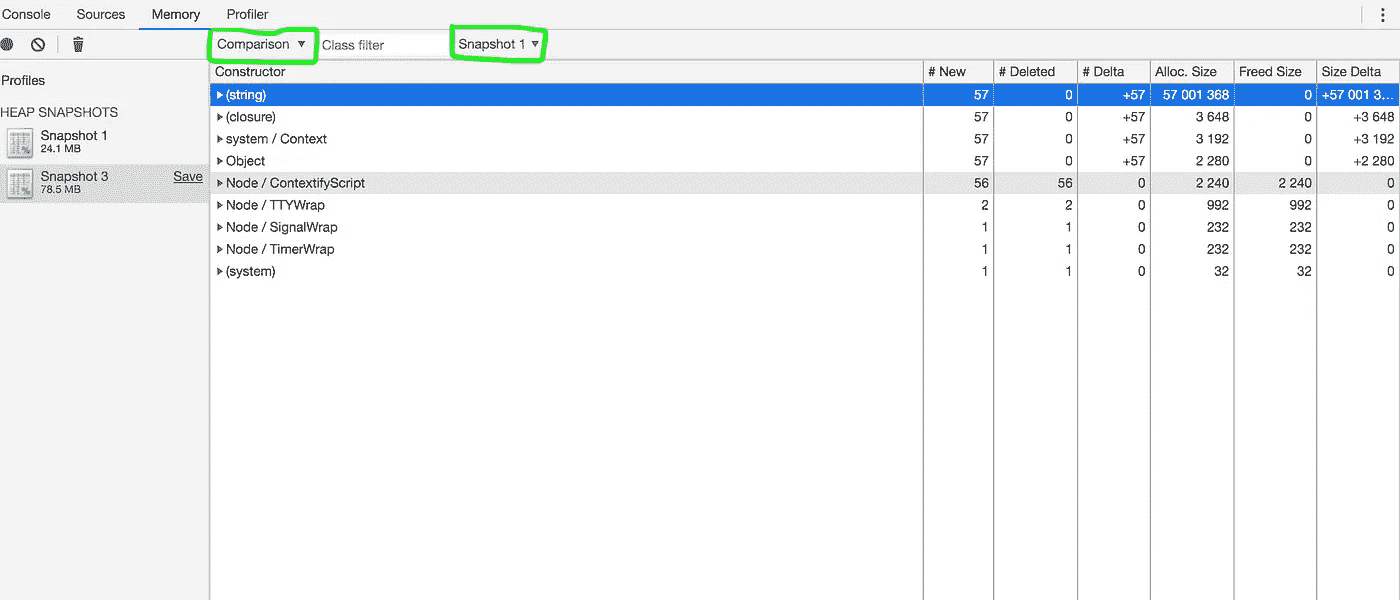 Console Sources Memory Profiler
Comparison ▼ Class filter Snapshot 1 ▼
Profiles
HEAP SNAPSHOTS
Snapshot 1
24.1 MB
Snapshot 3 Save
78.5 MB
Constructor # New # Deleted # Delta Alloc. Size Freed Size Size Delta
(string) 57 0 +57 57 001 368 0 +57 001 3...
(closure) 57 0 +57 3 648 0 +3 648
system / Context 57 0 +57 3 192 0 +3 192
Object 57 0 +57 2 280 0 +2 280
Node / ContextifyScript 56 56 0 2 240 2 240 0
Node / TTYWrap 2 2 0 992 992 0
Node / SignalWrap 1 1 0 232 232 0
Node / TimerWrap 1 1 0 232 232 0
(system) 1 1 0 32 32 0